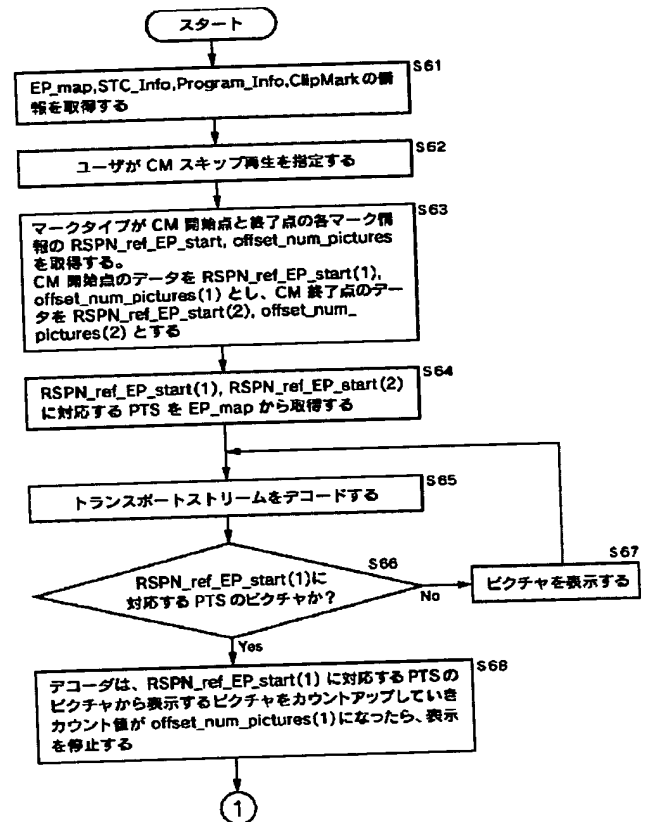 スタート
S61
EP_map,STC_Info,Program_Info,ClipMarkの情
報を取得する
S62
ユーザが CM スキップ再生を指定する
S63
マークタイプが CM 開始点と終了点の各マーク情
報の RSPN_ref_EP_start, offset_num_pictures
を取得する。
CM 開始点のデータを RSPN_ref_EP_start(1),
offset_num_pictures(1) とし、CM 終了点のデー
タを RSPN_ref_EP_start(2), offset_num_
pictures(2) とする
S64
RSPN_ref_EP_start(1), RSPN_ref_EP_start(2)
に対応する PTS を EP_map から取得する
S65
トランスポートストリームをデコードする
S66
RSPN_ref_EP_start(1)に
対応する PTS のピクチャか？
No
S67
ピクチャを表示する
Yes
S68
デコーダは、RSPN_ref_EP_start(1) に対応する PTSの
ピクチャから表示するピクチャをカウントアップしていき
カウント値が offset_num_pictures(1)になったら、表示
を停止する
1